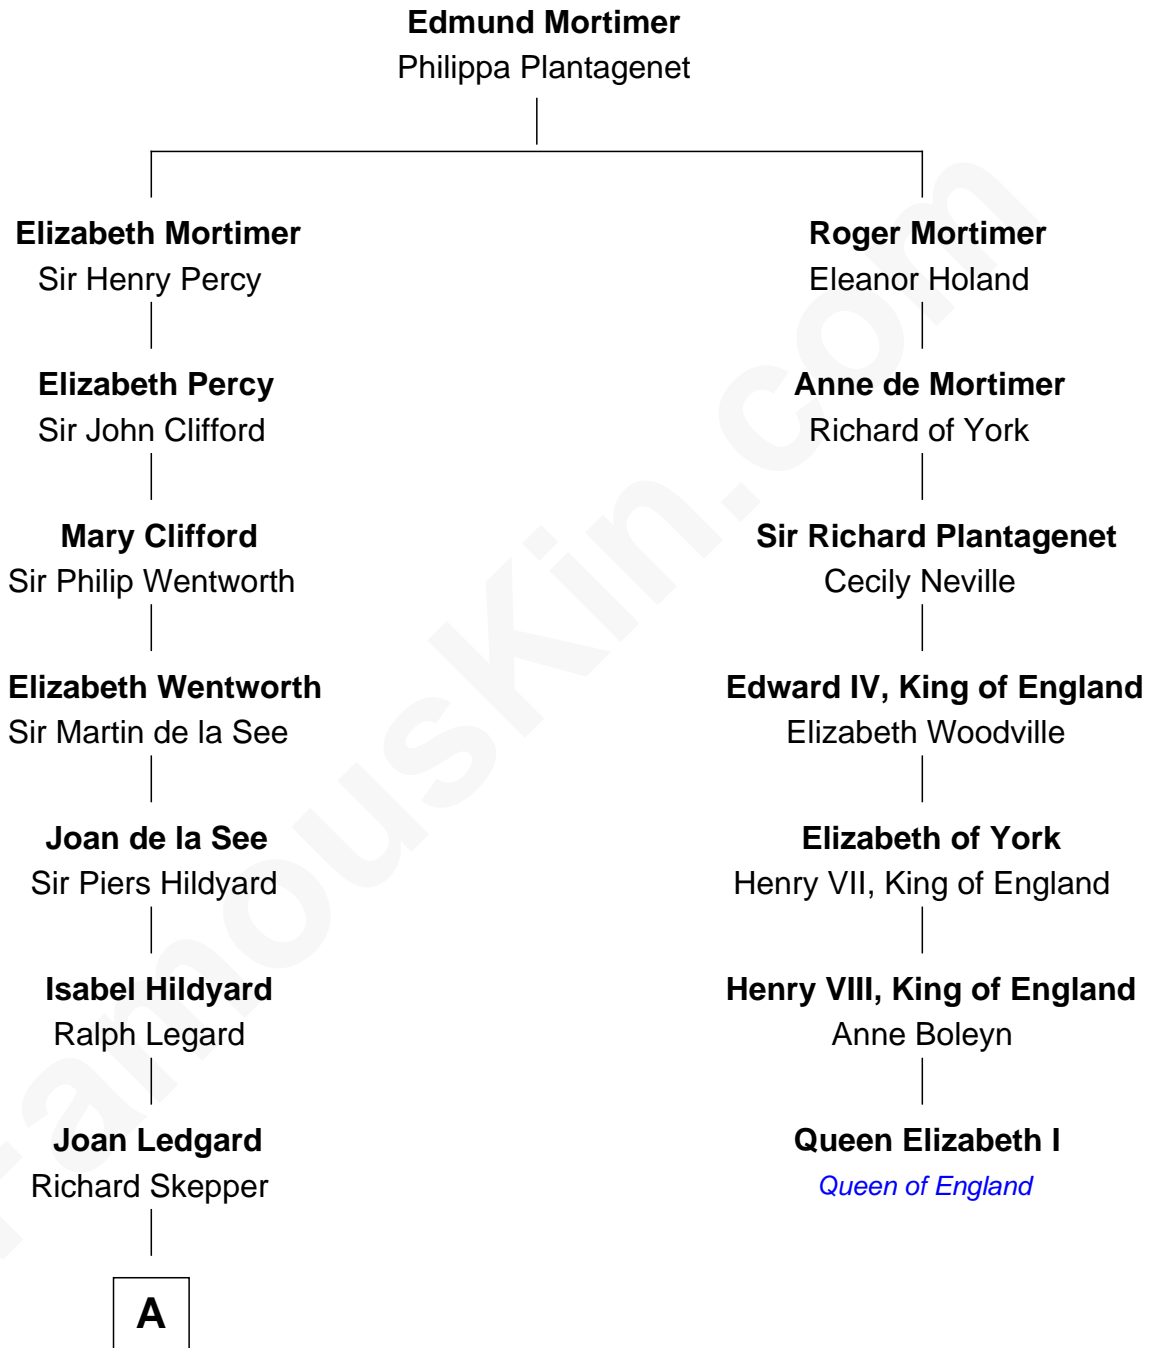 Edmund Mortimer
Philippa Plantagenet
Elizabeth Mortimer
Sir Henry Percy
Roger Mortimer
Eleanor Holand
Elizabeth Percy
Sir John Clifford
Anne de Mortimer
Richard of York
Mary Clifford
Sir Philip Wentworth
Sir Richard Plantagenet
Cecily Neville
Elizabeth Wentworth
Sir Martin de la See
Edward IV, King of England
Elizabeth Woodville
Joan de la See
Sir Piers Hildyard
Elizabeth of York
Henry VII, King of England
Isabel Hildyard
Ralph Legard
Henry VIII, King of England
Anne Boleyn
Joan Ledgard
Richard Skepper
Queen Elizabeth I
Queen of England
A
FamousKin.com